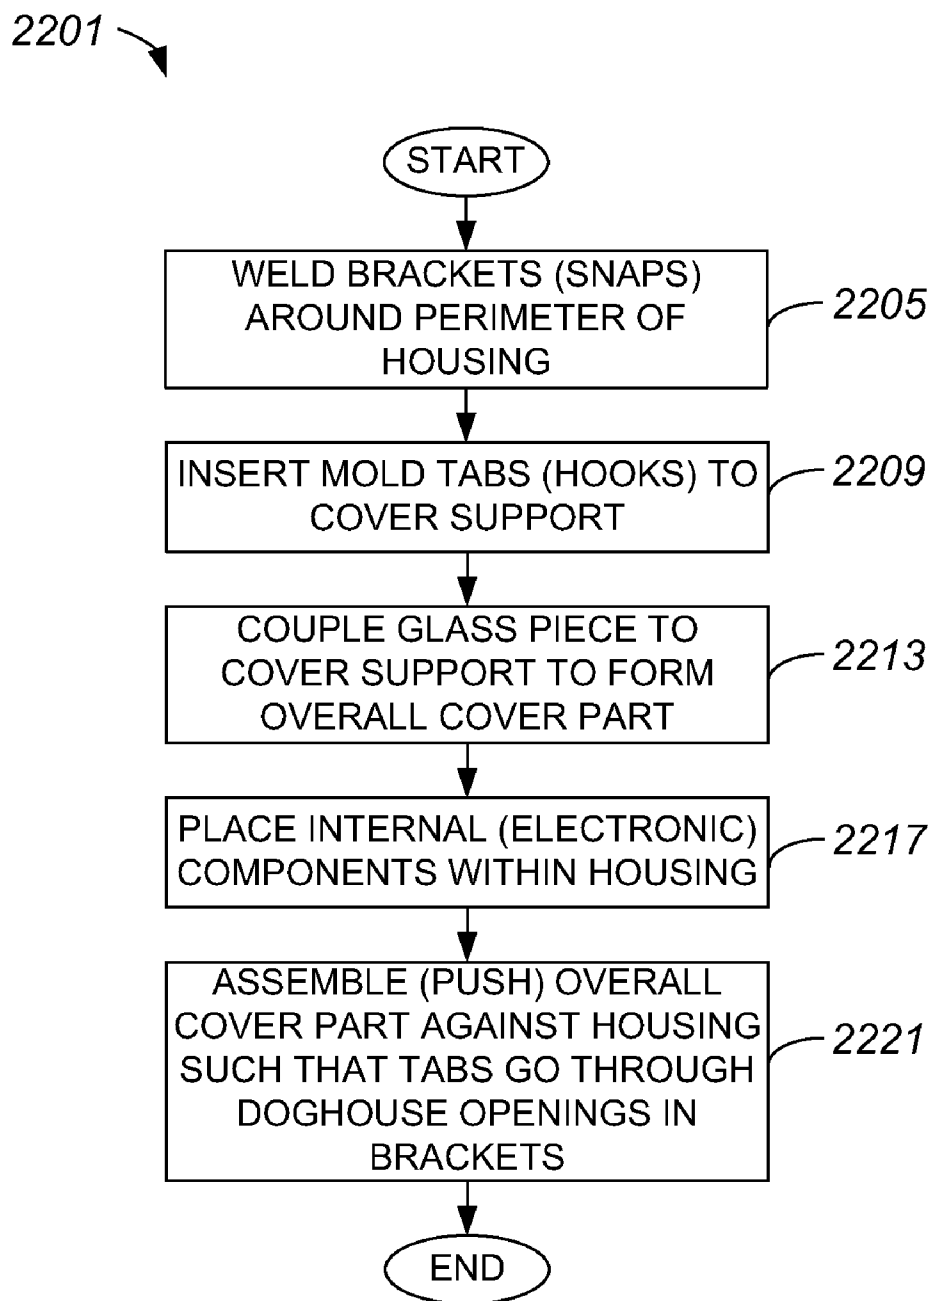 2201
START
WELD BRACKETS (SNAPS)
AROUND PERIMETER OF
HOUSING
2205
INSERT MOLD TABS (HOOKS) TO
COVER SUPPORT
2209
COUPLE GLASS PIECE TO
COVER SUPPORT TO FORM
OVERALL COVER PART
2213
PLACE INTERNAL (ELECTRONIC)
COMPONENTS WITHIN HOUSING
2217
ASSEMBLE (PUSH) OVERALL
COVER PART AGAINST HOUSING
SUCH THAT TABS GO THROUGH
DOGHOUSE OPENINGS IN
BRACKETS
2221
END